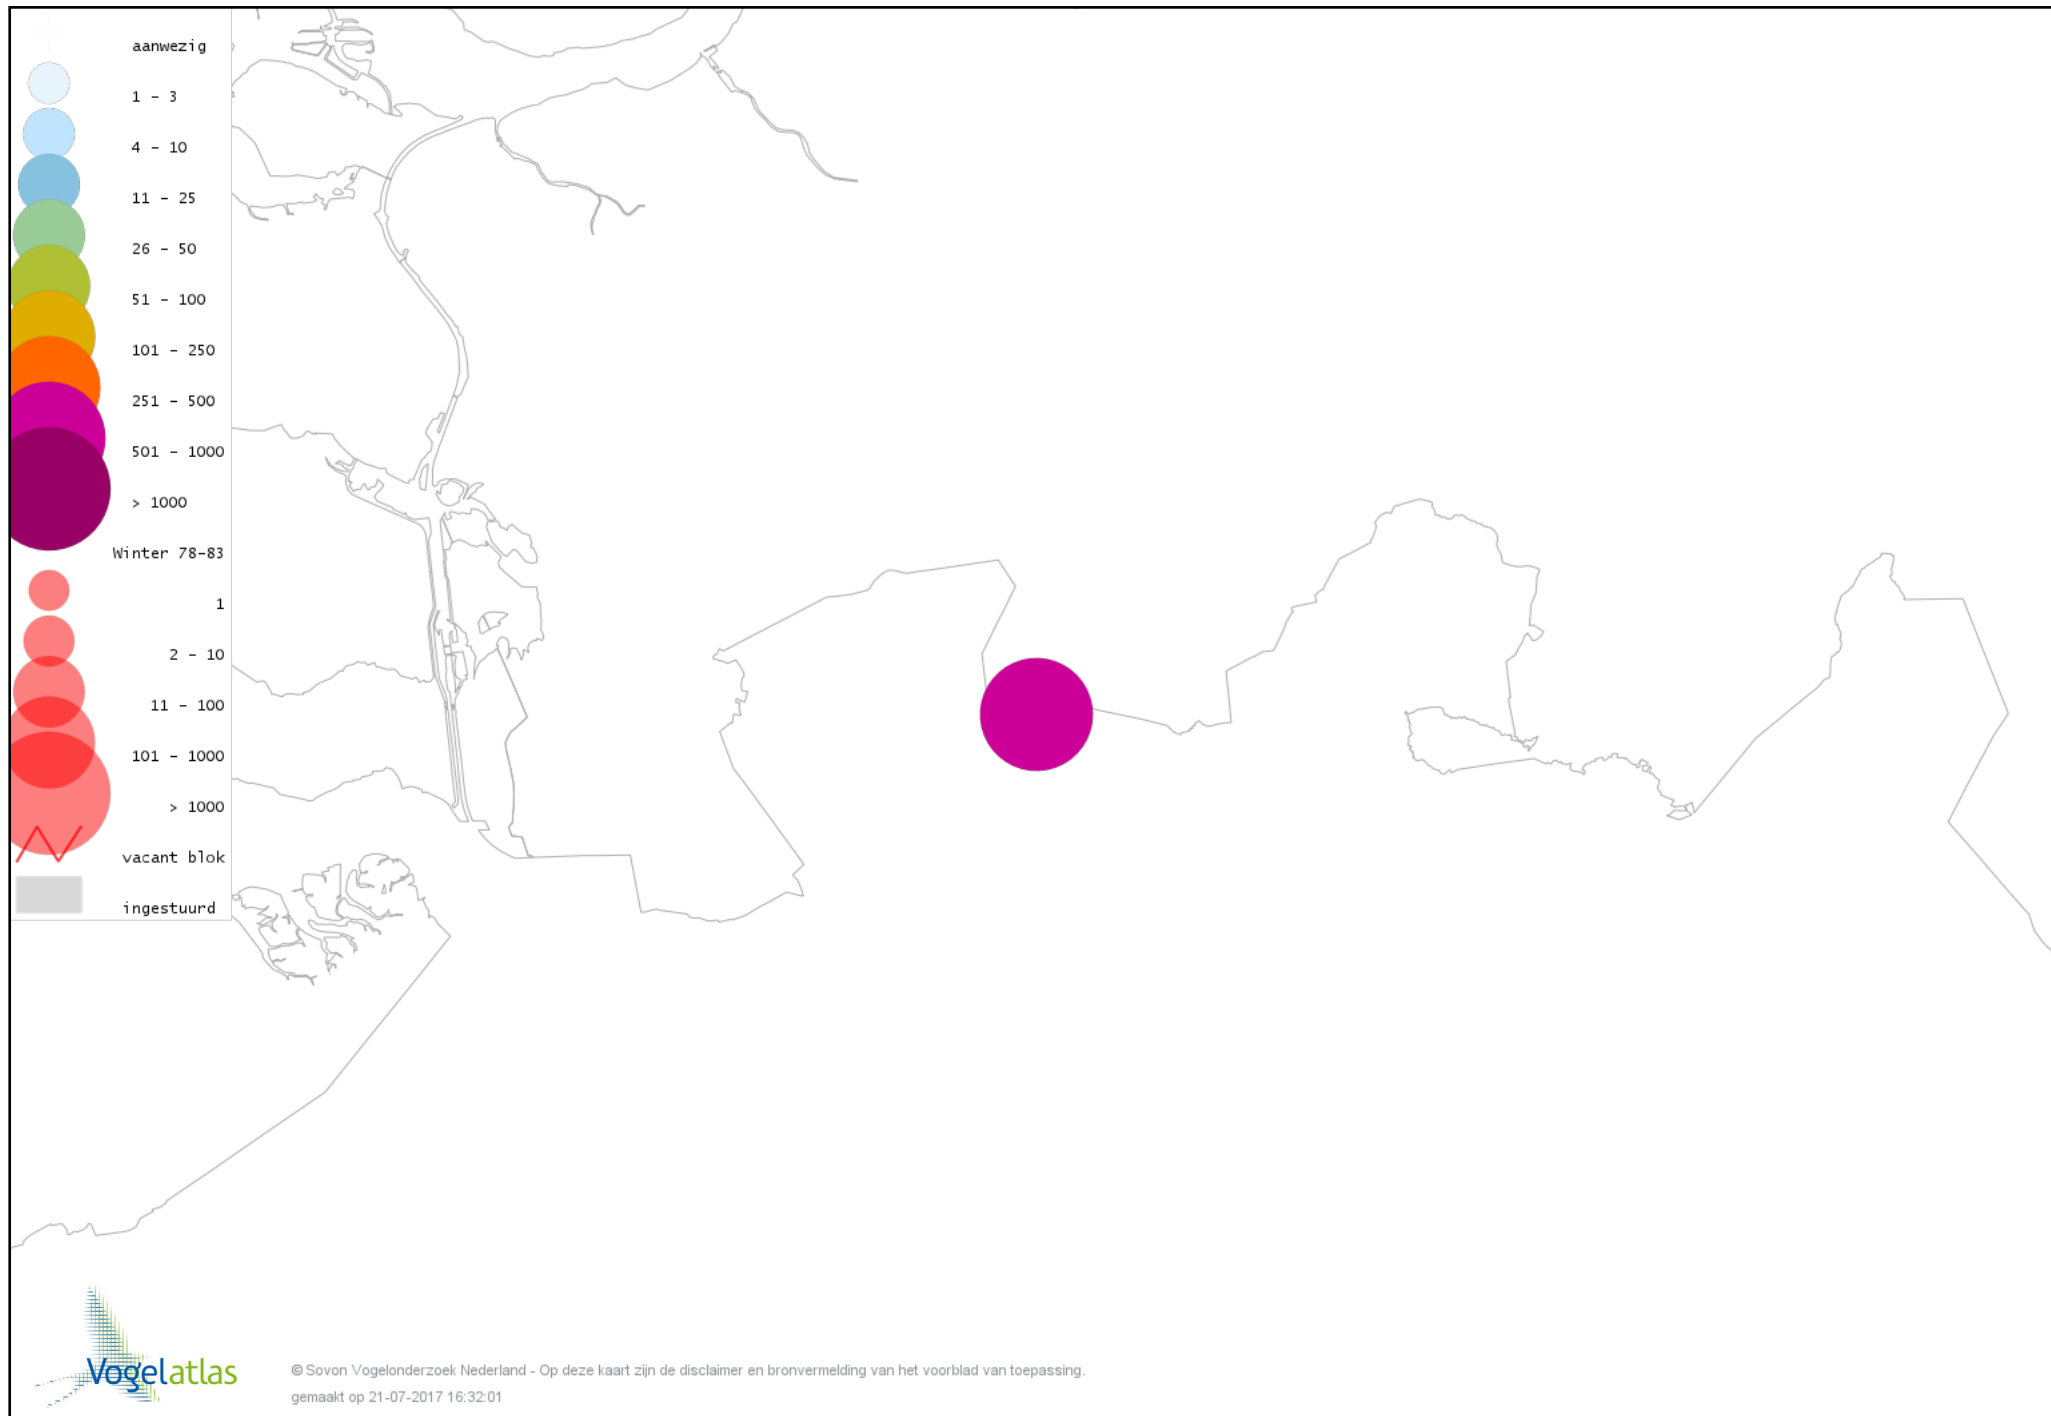 aanwezig
1 - 3
4 - 10
11 - 25
26 - 50
51 - 100
101 - 250
251 - 500
501 - 1000
> 1000
Winter 78-83
1
2 - 10
11 - 100
101 - 1000
> 1000
vacant blok
ingestuurd
Vogelatlas
© Sovon Vogelonderzoek Nederland - Op deze kaart zijn de disclaimer en bronvermelding van het voorblad van toepassing.
gemaakt op 21-07-2017 16:32:01